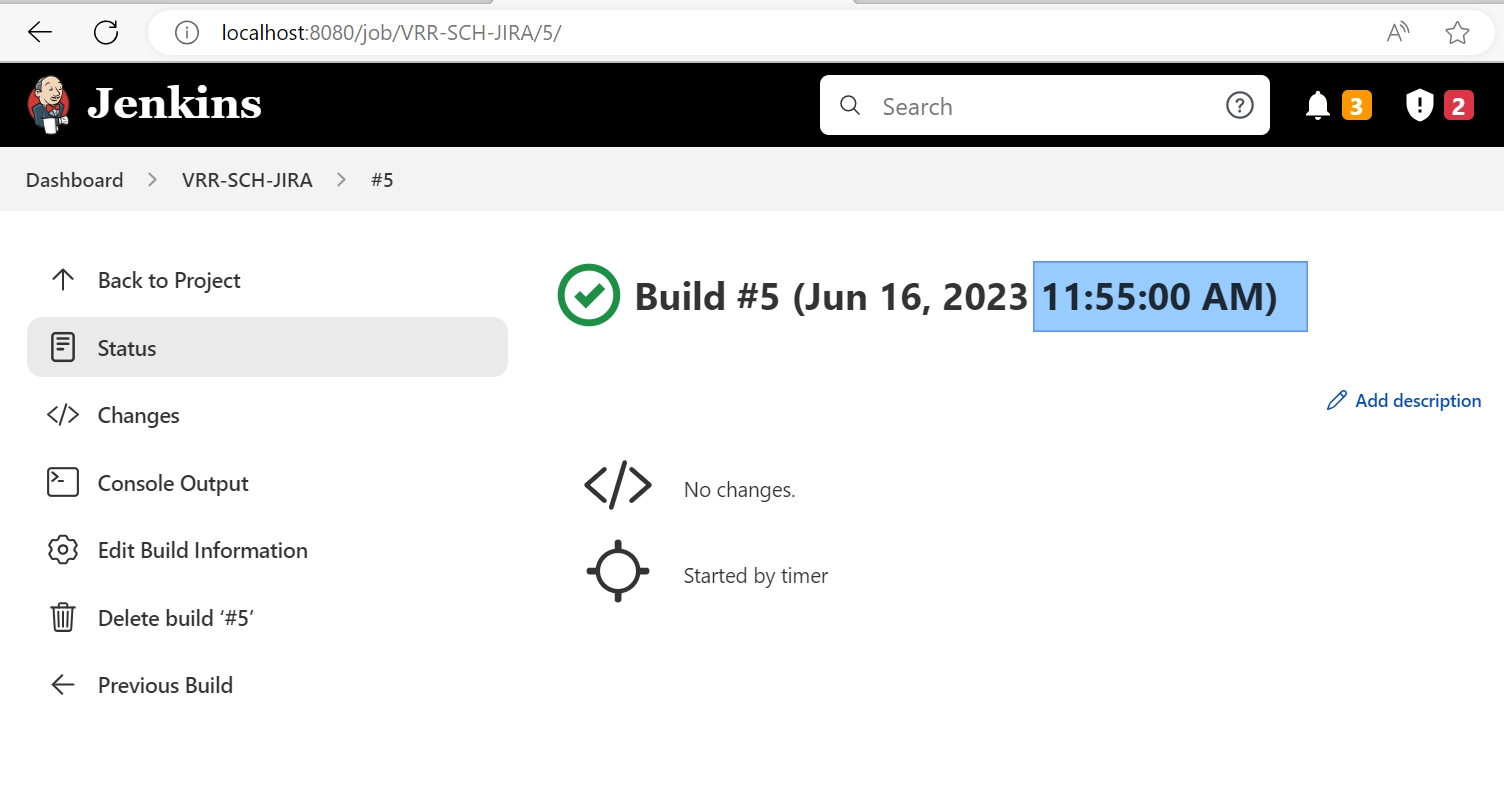 localhost:8080/job/VRR-SCH-JIRA/5/
Jenkins
Search
3
2
Dashboard > VRR-SCH-JIRA > #5
Back to Project
Status
Changes
Console Output
Edit Build Information
Delete build ‘#5’
Previous Build
Build #5 (Jun 16, 2023 11:55:00 AM)
Add description
No changes.
Started by timer